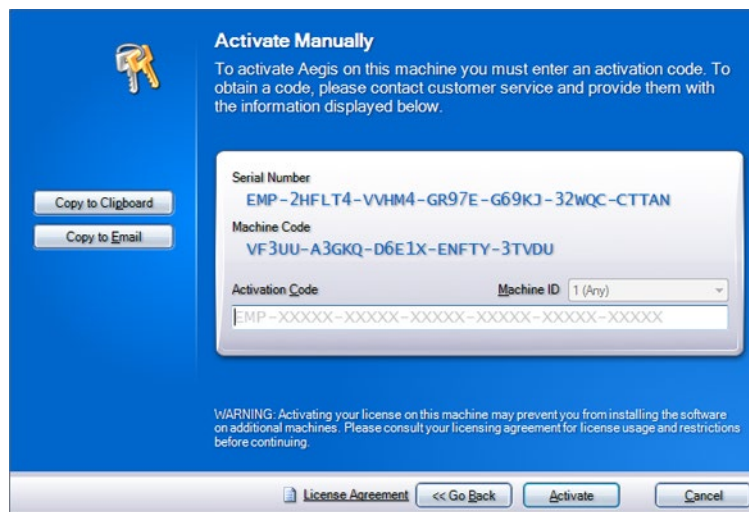 Activate Manually
To activate Aegis on this machine you must enter an activation code. To
obtain a code, please contact customer service and provide them with
the information displayed below.
Serial Number
EMP-2HFLT4-VVHM4-GR97E-G69KJ-32WQC-CTTAN
Copy to Clipboard
Machine Code
Copy to Email
VF3UU-A3GKQ-D6E1X-ENFTY-3TVDU
Activation Code
Machine ID
1 (Any)
EMP-XXXXX-XXXXX-XXXXX-XXXXX-XXXXX-XXXXX
WARNING: Activating your license on this machine may prevent you from installing the software
on additional machines. Please consult your licensing agreement for license usage and restrictions
before continuing.
License Agreement
<< Go Back
Activate
Cancel